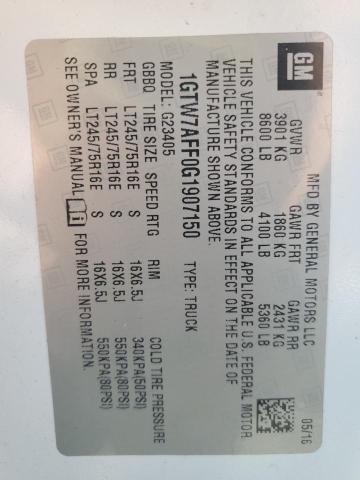 GM
MFD BY GENERAL MOTORS LLC 05/16
GVWR GAWR FRT GAWR RR
3901 KG 1860 KG 2431 KG
8600 LB 4100 LB 5360 LB
THIS VEHICLE CONFORMS TO ALL APPLICABLE U.S. FEDERAL MOTOR
VEHICLE SAFETY STANDARDS IN EFFECT ON THE DATE OF
MANUFACTURE SHOWN ABOVE.
1GTW7AFF0G1907150 TYPE: TRUCK
MODEL: G23405
GBBQ TIRE SIZE SPEED RTG RIM COLD TIRE PRESSURE
FRT LT245/75R16E S 16X6.5J 340KPA(50PSI)
RR LT245/75R16E S 16X6.5J 550KPA(80PSI)
SPA LT245/75R16E S 16X6.5J 550KPA(80PSI)
SEE OWNER'S MANUAL i FOR MORE INFORMATION.